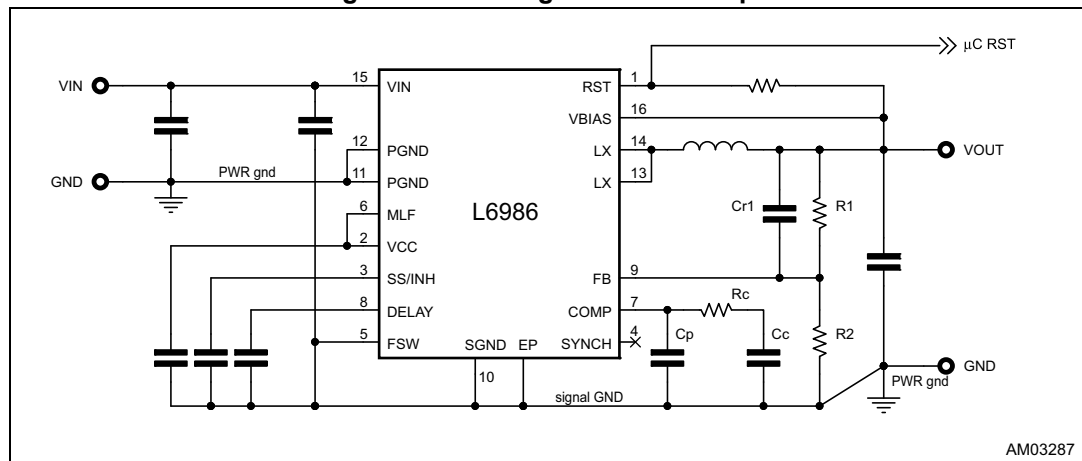 μC RST
VIN
15
VIN
RST
1
VBIAS
16
12
PGND
LX
14
VOUT
GND
PWR gnd
11
PGND
LX
13
6
MLF
L6986
Cr1
R1
2
VCC
3
SS/INH
FB
9
8
DELAY
COMP
7
Rc
5
FSW
SGND
EP
SYNCH
4
Cp
Cc
R2
10
GND
PWR gnd
signal GND
AM03287